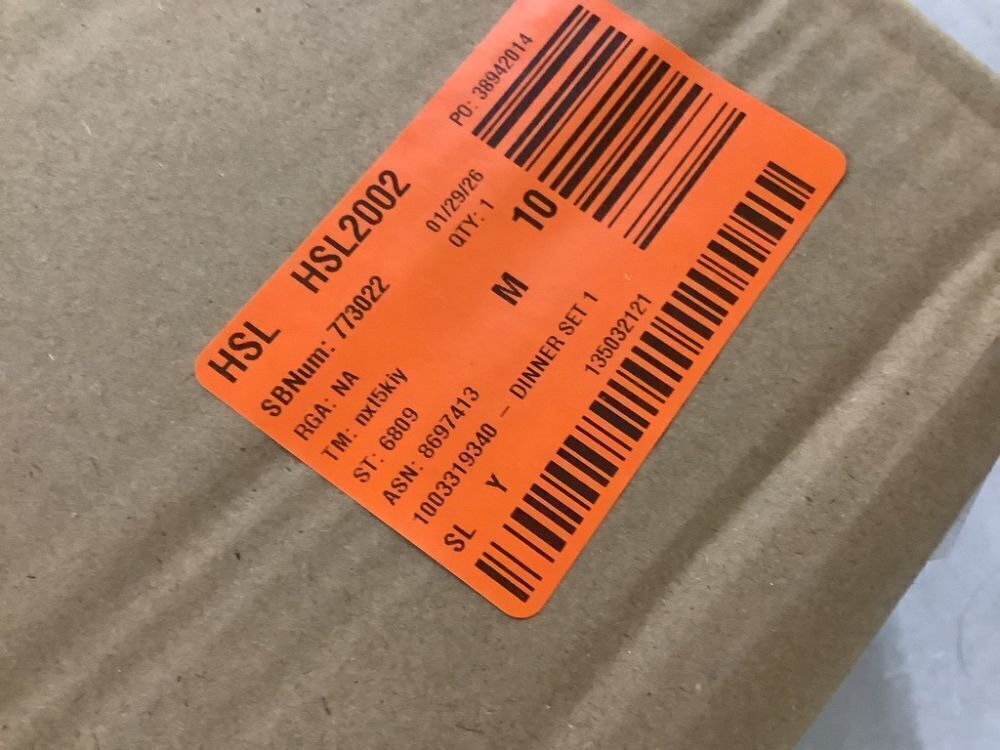 HSL HSL2002 PO: 38942014
SBNum: 773022 01/29/26
RGA: NA QTY: 1
TM: nxl5kiy 10
ST: 6809 M
ASN: 8697413
1003319340 - DINNER SET 1
SL Y 135032121